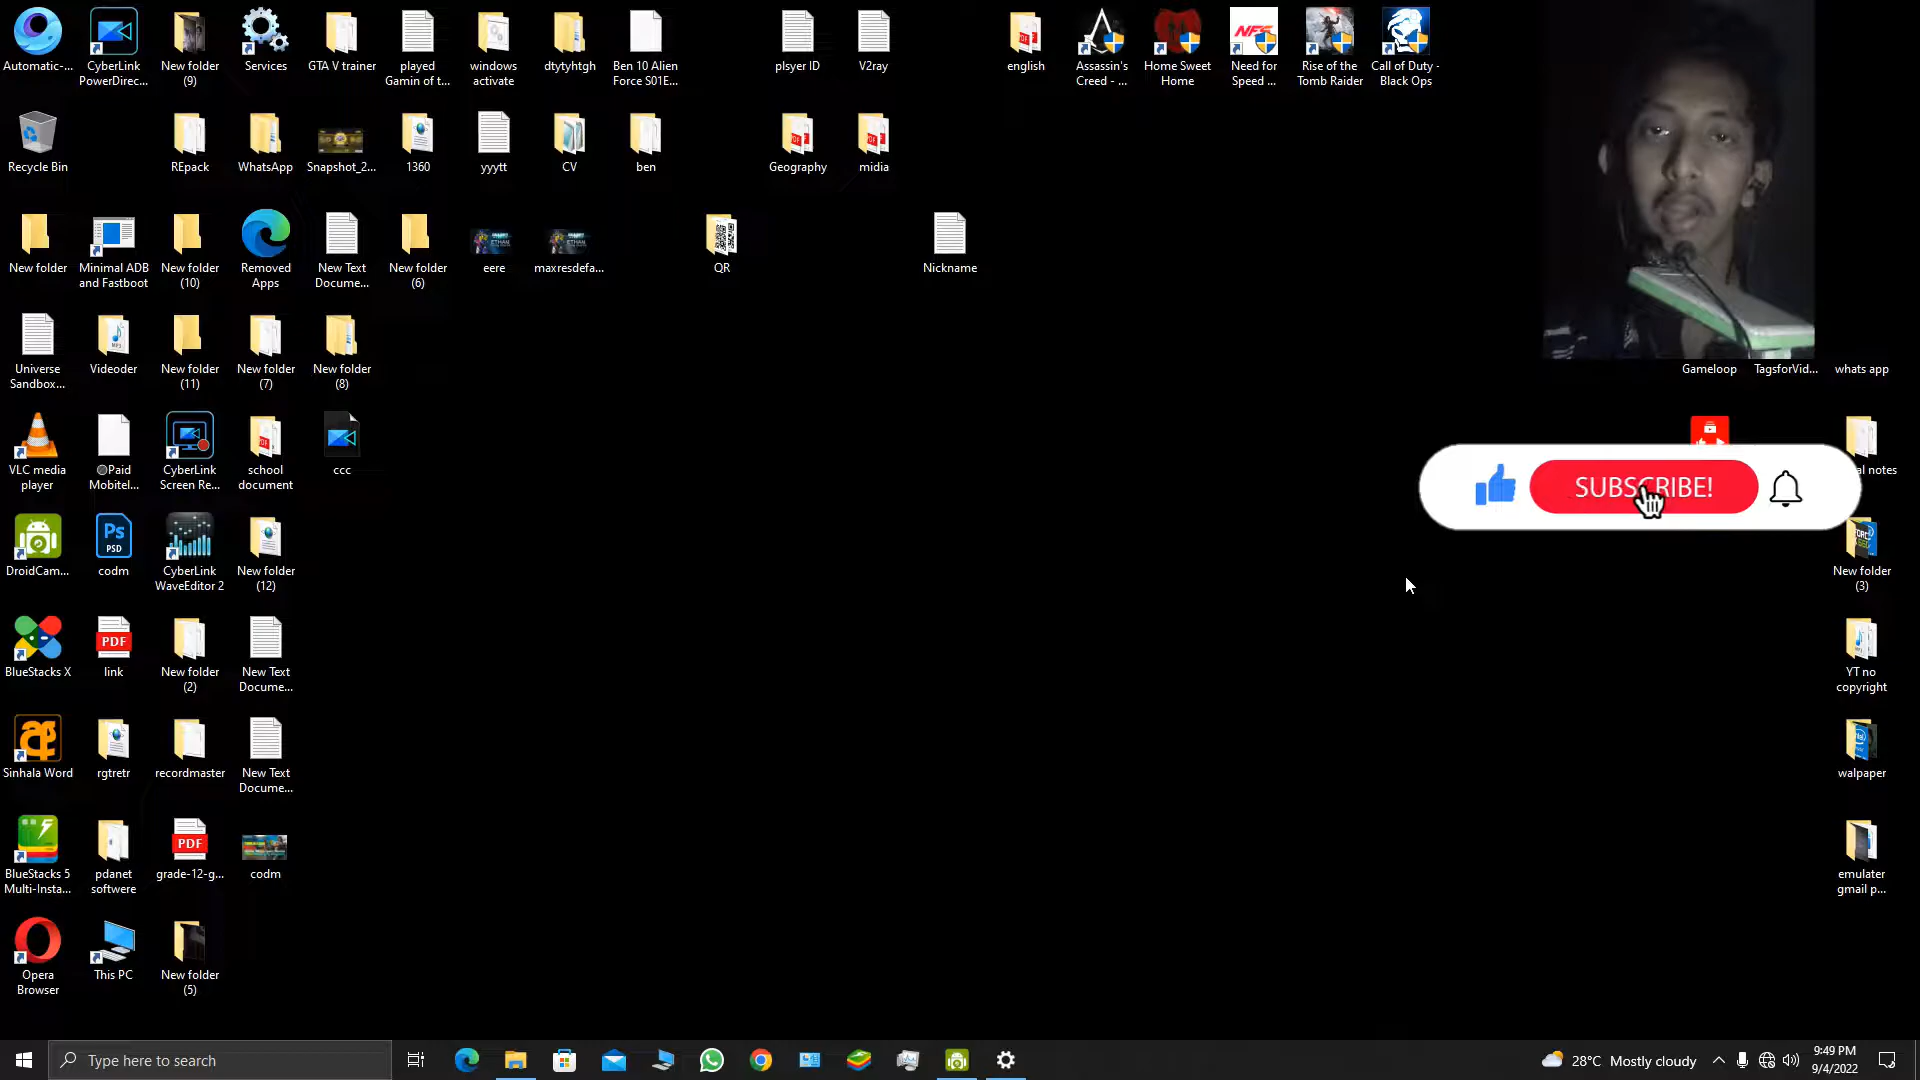 Automatic-...
CyberLink
PowerDirec...
New folder
(9)
Services
GTA V trainer
played
Gamin of t...
windows
activate
dtytyhtgh
Ben 10 Alien
Force S01E...
plsyer ID
V2ray
english
Assassin's
Creed - ...
Home Sweet
Home
NFS
Need for
Speed ...
Rise of the
Tomb Raider
Call of Duty -
Black Ops
Recycle Bin
REpack
WhatsApp
Snapshot_2...
1360
yyytt
CV
ben
Geography
midia
New folder
Minimal ADB
and Fastboot
New folder
(10)
Removed
Apps
New Text
Docume...
New folder
(6)
eere
maxresdefa...
QR
Nickname
Universe
Sandbox...
Videoder
New folder
(11)
New folder
(7)
New folder
(8)
Gameloop
TagsforVid...
whats app
VLC media
player
@Paid
Mobitel...
CyberLink
Screen Re...
school
document
ccc
al notes
SUBSCRIBE!
DroidCam...
Ps
PSD
codm
CyberLink
WaveEditor 2
New folder
(12)
New folder
(3)
BlueStacks X
PDF
link
New folder
(2)
New Text
Docume...
YT no
copyright
Sinhala Word
rgtretr
recordmaster
New Text
Docume...
walpaper
BlueStacks 5
Multi-Insta...
pdanet
softwere
PDF
grade-12-g...
codm
emulater
gmail p...
Opera
Browser
This PC
New folder
(5)
Type here to search
28°C Mostly cloudy
9:49 PM
9/4/2022